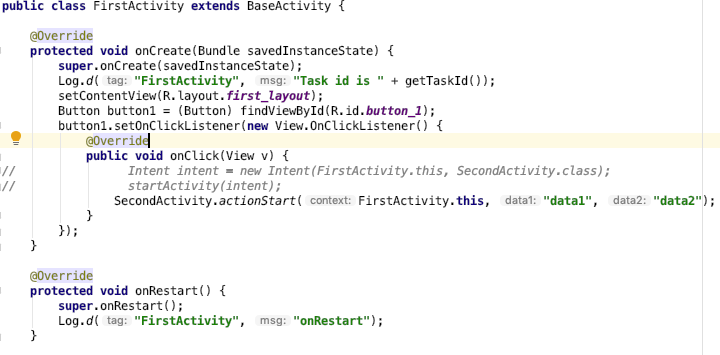 public class FirstActivity extends BaseActivity {
@Override
protected void onCreate(Bundle savedInstanceState) {
super.onCreate(savedInstanceState);
Log.d( tag: "FirstActivity", msg: "Task id is " + getTaskId());
setContentView(R.layout.first_layout);
Button button1 = (Button) findViewById(R.id.button_1);
button1.setOnClickListener(new View.OnClickListener() {
@Override
public void onClick(View v) {
// Intent intent = new Intent(FirstActivity.this, SecondActivity.class);
// startActivity(intent);
SecondActivity.actionStart( context: FirstActivity.this, data1: "data1", data2: "data2");
}
});
}
@Override
protected void onRestart() {
super.onRestart();
Log.d( tag: "FirstActivity", msg: "onRestart");
}